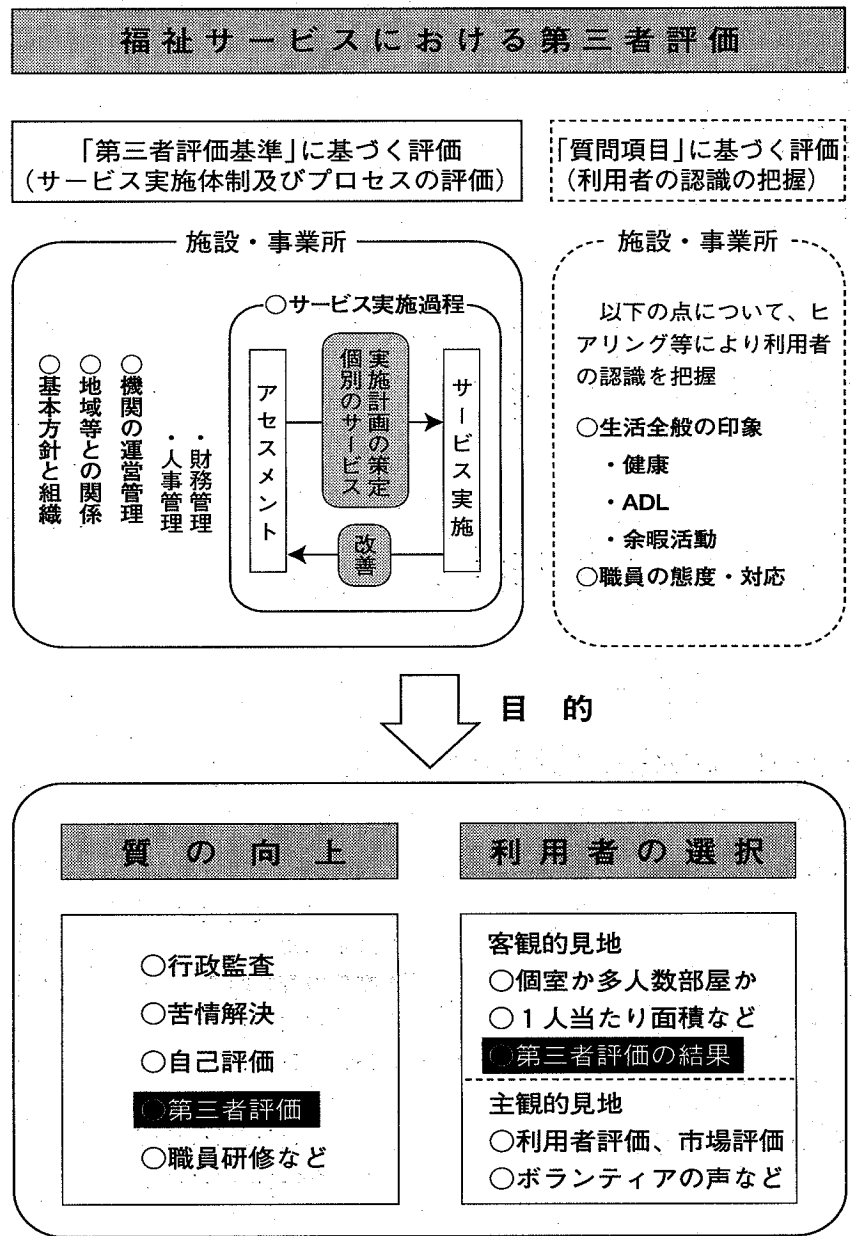 福祉サービスにおける第三者評価
「第三者評価基準」に基づく評価
(サービス実施体制及びプロセスの評価)
「質問項目」に基づく評価
(利用者の認識の把握)
施設・事業所
○基本方針と組織
○地域等との関係
○機関の運営管理
・人事管理
・財務管理
○サービス実施過程
アセスメント
実施計画の策定
個別のサービス
サービス実施
改善
施設・事業所
以下の点について、ヒ
アリング等により利用者
の認識を把握
○生活全般の印象
・健康
・ADL
・余暇活動
○職員の態度・対応
目的
質の向上
○行政監査
○苦情解決
○自己評価
○第三者評価
○職員研修など
利用者の選択
客観的見地
○個室か多人数部屋か
○1人当たり面積など
○第三者評価の結果
主観的見地
○利用者評価、市場評価
○ボランティアの声など